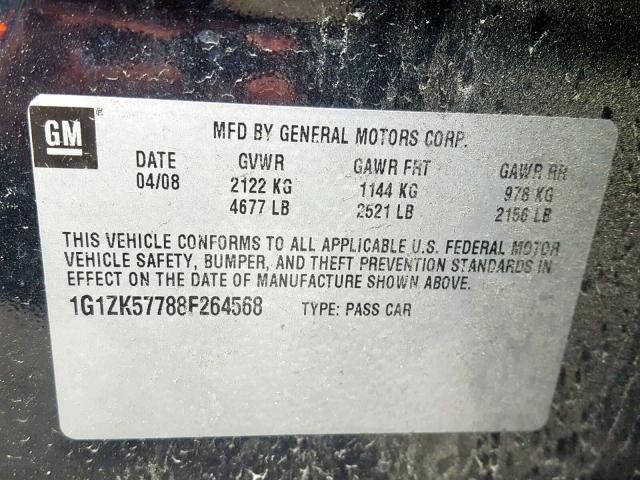 GM ® MFD BY GENERAL MOTORS CORP.
DATE GVWR GAWR FRT GAWR RR
04/08 2122 KG 1144 KG 978 KG
4677 LB 2521 LB 2156 LB
THIS VEHICLE CONFORMS TO ALL APPLICABLE U.S. FEDERAL MOTOR
VEHICLE SAFETY, BUMPER, AND THEFT PREVENTION STANDARDS IN
EFFECT ON THE DATE OF MANUFACTURE SHOWN ABOVE.
1G1ZK57788F264568 TYPE: PASS CAR